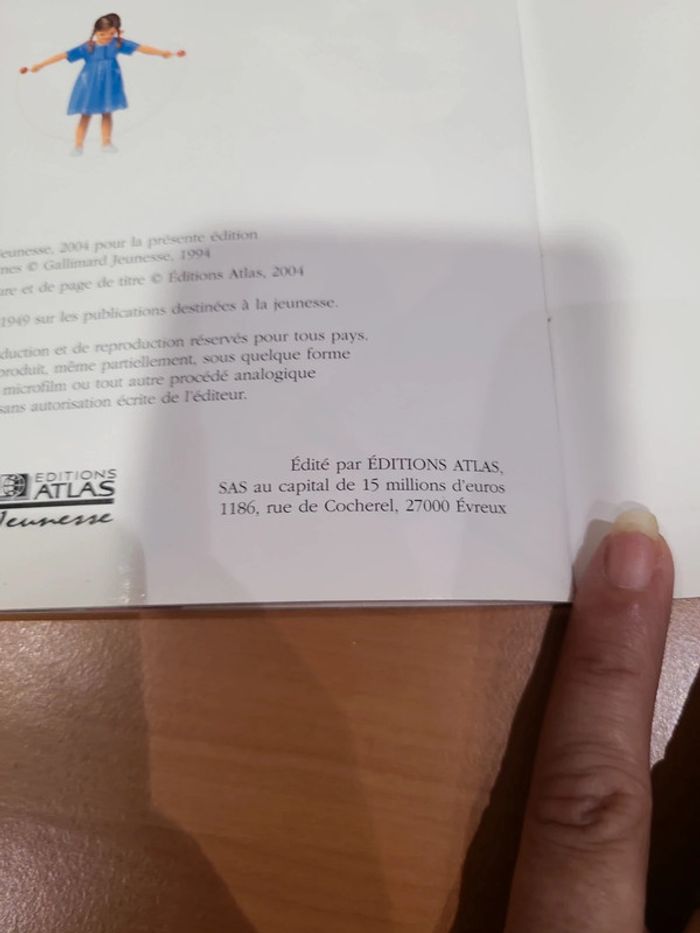 eunesse, 2004 pour la présente édition
nes © Gallimard Jeunesse, 1994
ure et de page de titre © Éditions Atlas, 2004
1949 sur les publications destinées à la jeunesse.
duction et de reproduction réservés pour tous pays.
produit, même partiellement, sous quelque forme
microfilm ou tout autre procédé analogique
sans autorisation écrite de l'éditeur.
EDITIONS
ATLAS
Jeunesse
Édité par ÉDITIONS ATLAS,
SAS au capital de 15 millions d'euros
1186, rue de Cocherel, 27000 Évreux